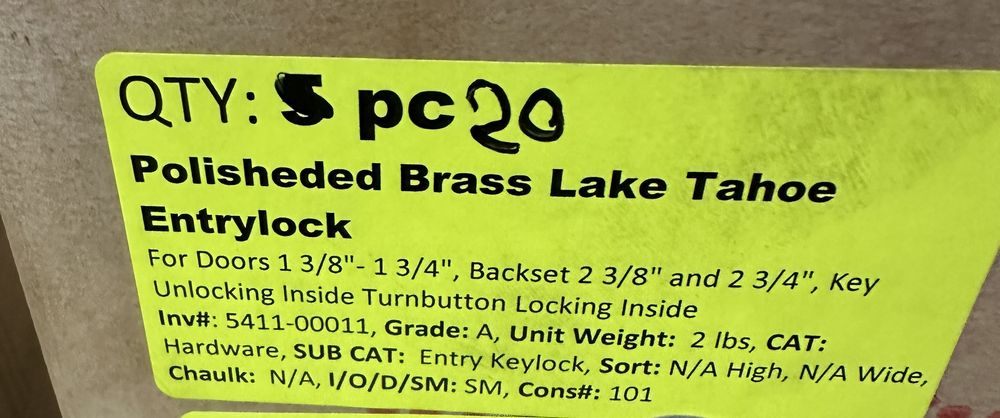 QTY: 5 pc 20
Polisheded Brass Lake Tahoe
Entrylock
For Doors 1 3/8"- 1 3/4", Backset 2 3/8" and 2 3/4", Key
Unlocking Inside Turnbutton Locking Inside
Inv#: 5411-00011, Grade: A, Unit Weight: 2 lbs, CAT:
Hardware, SUB CAT: Entry Keylock, Sort: N/A High, N/A Wide,
Chaulk: N/A, I/O/D/SM: SM, Cons#: 101